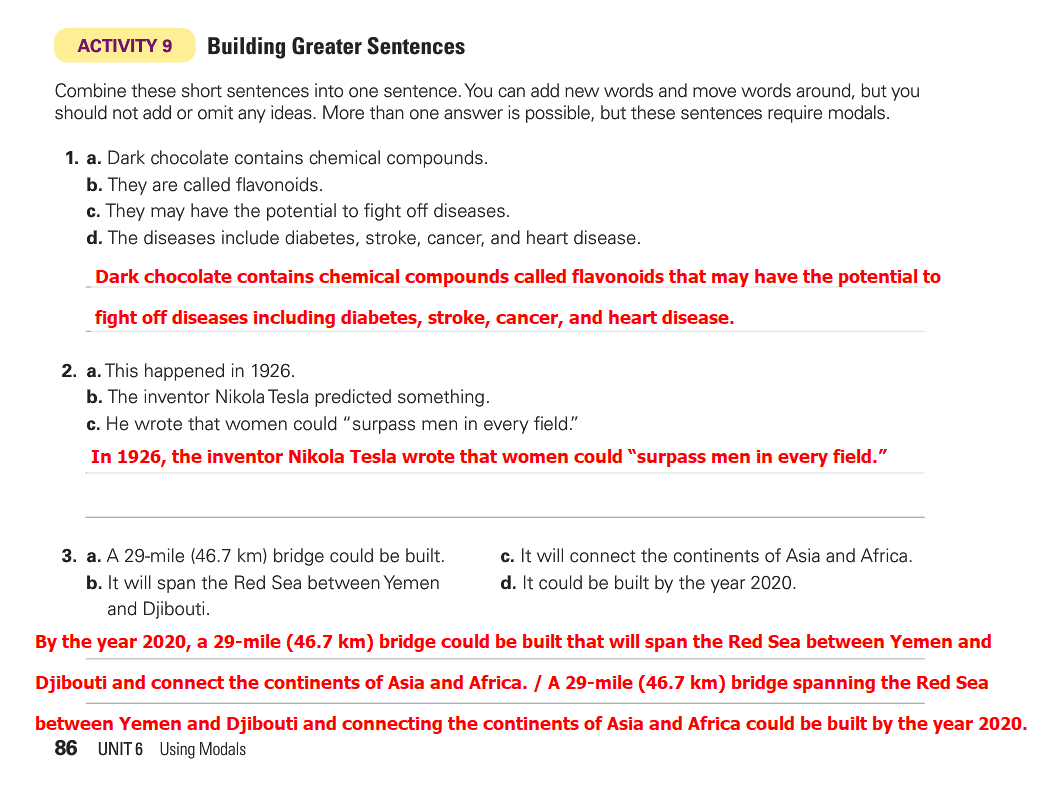 ACTIVITY 9 Building Greater Sentences
Combine these short sentences into one sentence. You can add new words and move words around, but you
should not add or omit any ideas. More than one answer is possible, but these sentences require modals.
1. a. Dark chocolate contains chemical compounds.
b. They are called flavonoids.
c. They may have the potential to fight off diseases.
d. The diseases include diabetes, stroke, cancer, and heart disease.
Dark chocolate contains chemical compounds called flavonoids that may have the potential to
fight off diseases including diabetes, stroke, cancer, and heart disease.
2. a. This happened in 1926.
b. The inventor Nikola Tesla predicted something.
c. He wrote that women could “surpass men in every field.”
In 1926, the inventor Nikola Tesla wrote that women could “surpass men in every field.”
3. a. A 29-mile (46.7 km) bridge could be built.
b. It will span the Red Sea between Yemen
and Djibouti.
c. It will connect the continents of Asia and Africa.
d. It could be built by the year 2020.
By the year 2020, a 29-mile (46.7 km) bridge could be built that will span the Red Sea between Yemen and
Djibouti and connect the continents of Asia and Africa. / A 29-mile (46.7 km) bridge spanning the Red Sea
between Yemen and Djibouti and connecting the continents of Asia and Africa could be built by the year 2020.
86 UNIT 6 Using Modals